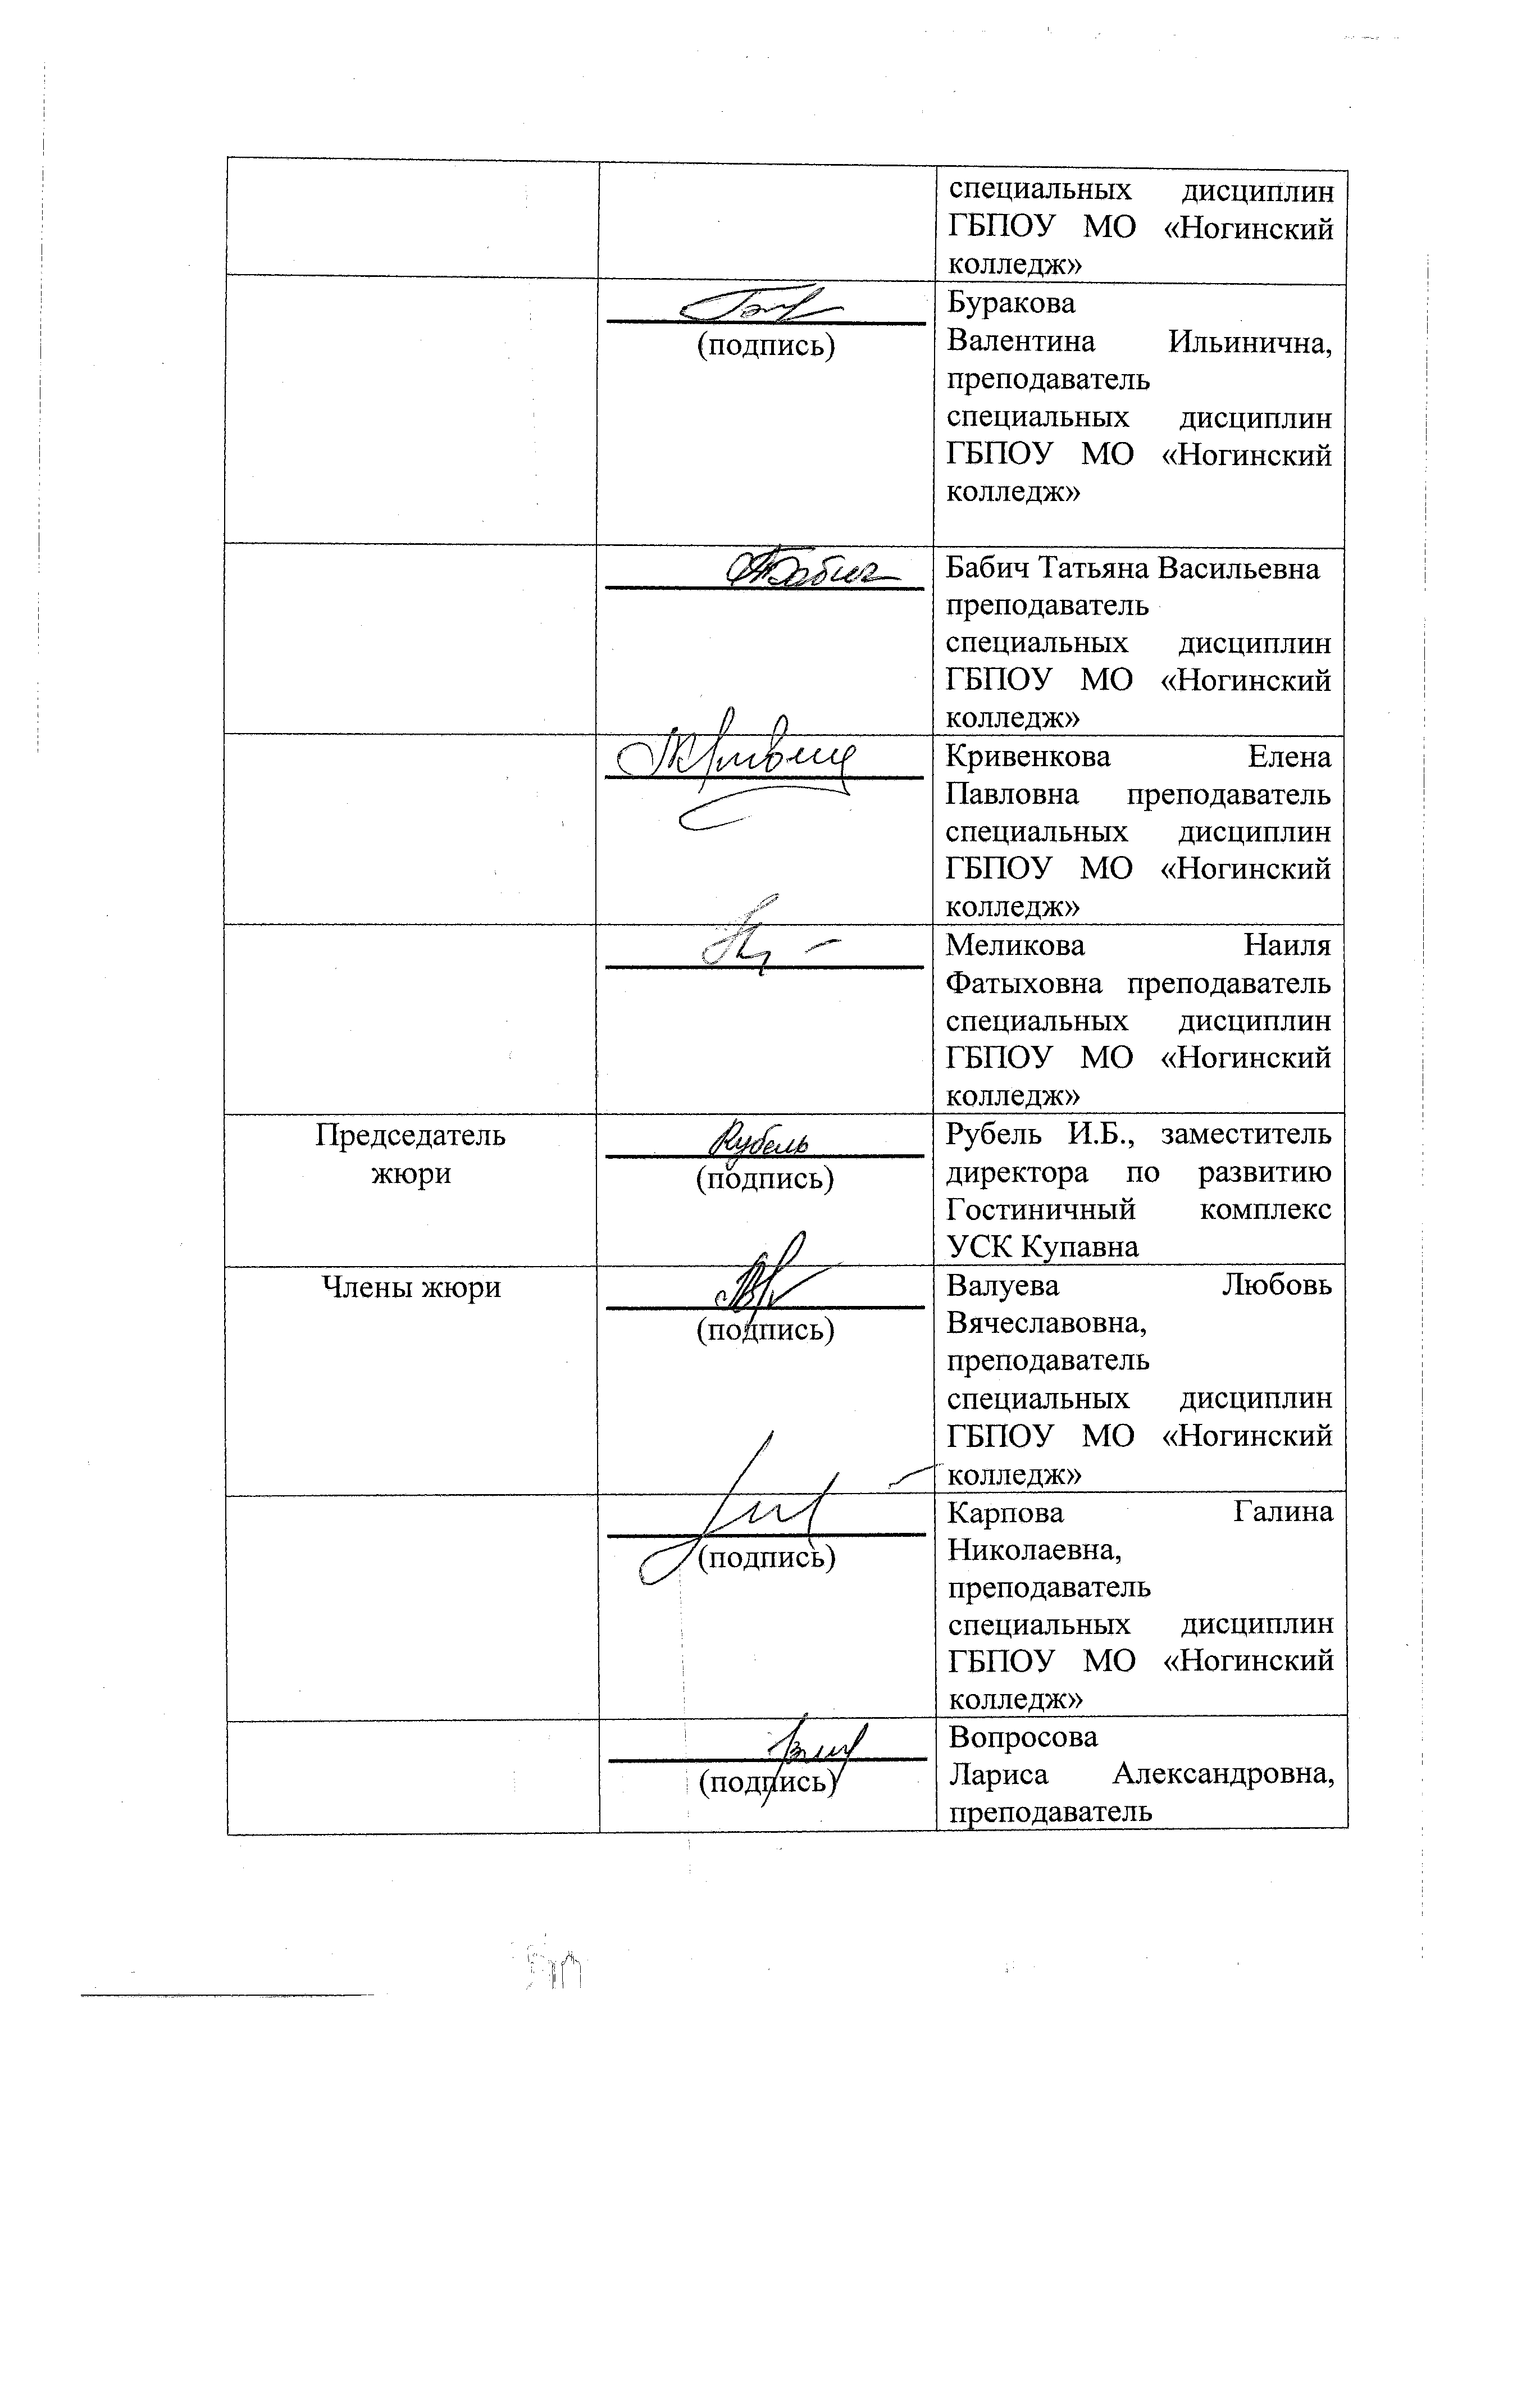 специальных дисциплин
ГБПОУ МО «Ногинский
колледж»
(подпись)
Буракова
Валентина Ильинична,
преподаватель
специальных дисциплин
ГБПОУ МО «Ногинский
колледж»
Бабич
Бабич Татьяна Васильевна
преподаватель
специальных дисциплин
ГБПОУ МО «Ногинский
колледж»
Кривенкова Елена
Павловна преподаватель
специальных дисциплин
ГБПОУ МО «Ногинский
колледж»
Меликова Наиля
Фатыховна преподаватель
специальных дисциплин
ГБПОУ МО «Ногинский
колледж»
Председатель
жюри
Рубель
(подпись)
Рубель И.Б., заместитель
директора по развитию
Гостиничный комплекс
УСК Купавна
Члены жюри
(подпись)
Валуева Любовь
Вячеславовна,
преподаватель
специальных дисциплин
ГБПОУ МО «Ногинский
колледж»
(подпись)
Карпова Галина
Николаевна,
преподаватель
специальных дисциплин
ГБПОУ МО «Ногинский
колледж»
(подпись)
Вопросова
Лариса Александровна,
преподаватель